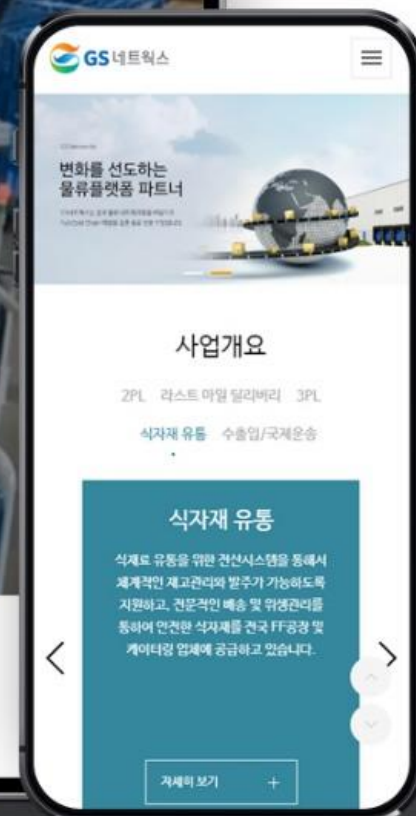 GS 네트웍스
변화를 선도하는
물류플랫폼 파트너
사업개요
2PL 라스트 마일 딜리버리 3PL
식자재 유통 수출입/국제운송
식자재 유통
식재료 유통을 위한 전산시스템을 통해서
체계적인 재고관리와 발주가 가능하도록
지원하고, 전문적인 배송 및 위생관리를
통하여 안전한 식자재를 전국 FF공장 및
케이터링 업체에 공급하고 있습니다.
자세히 보기